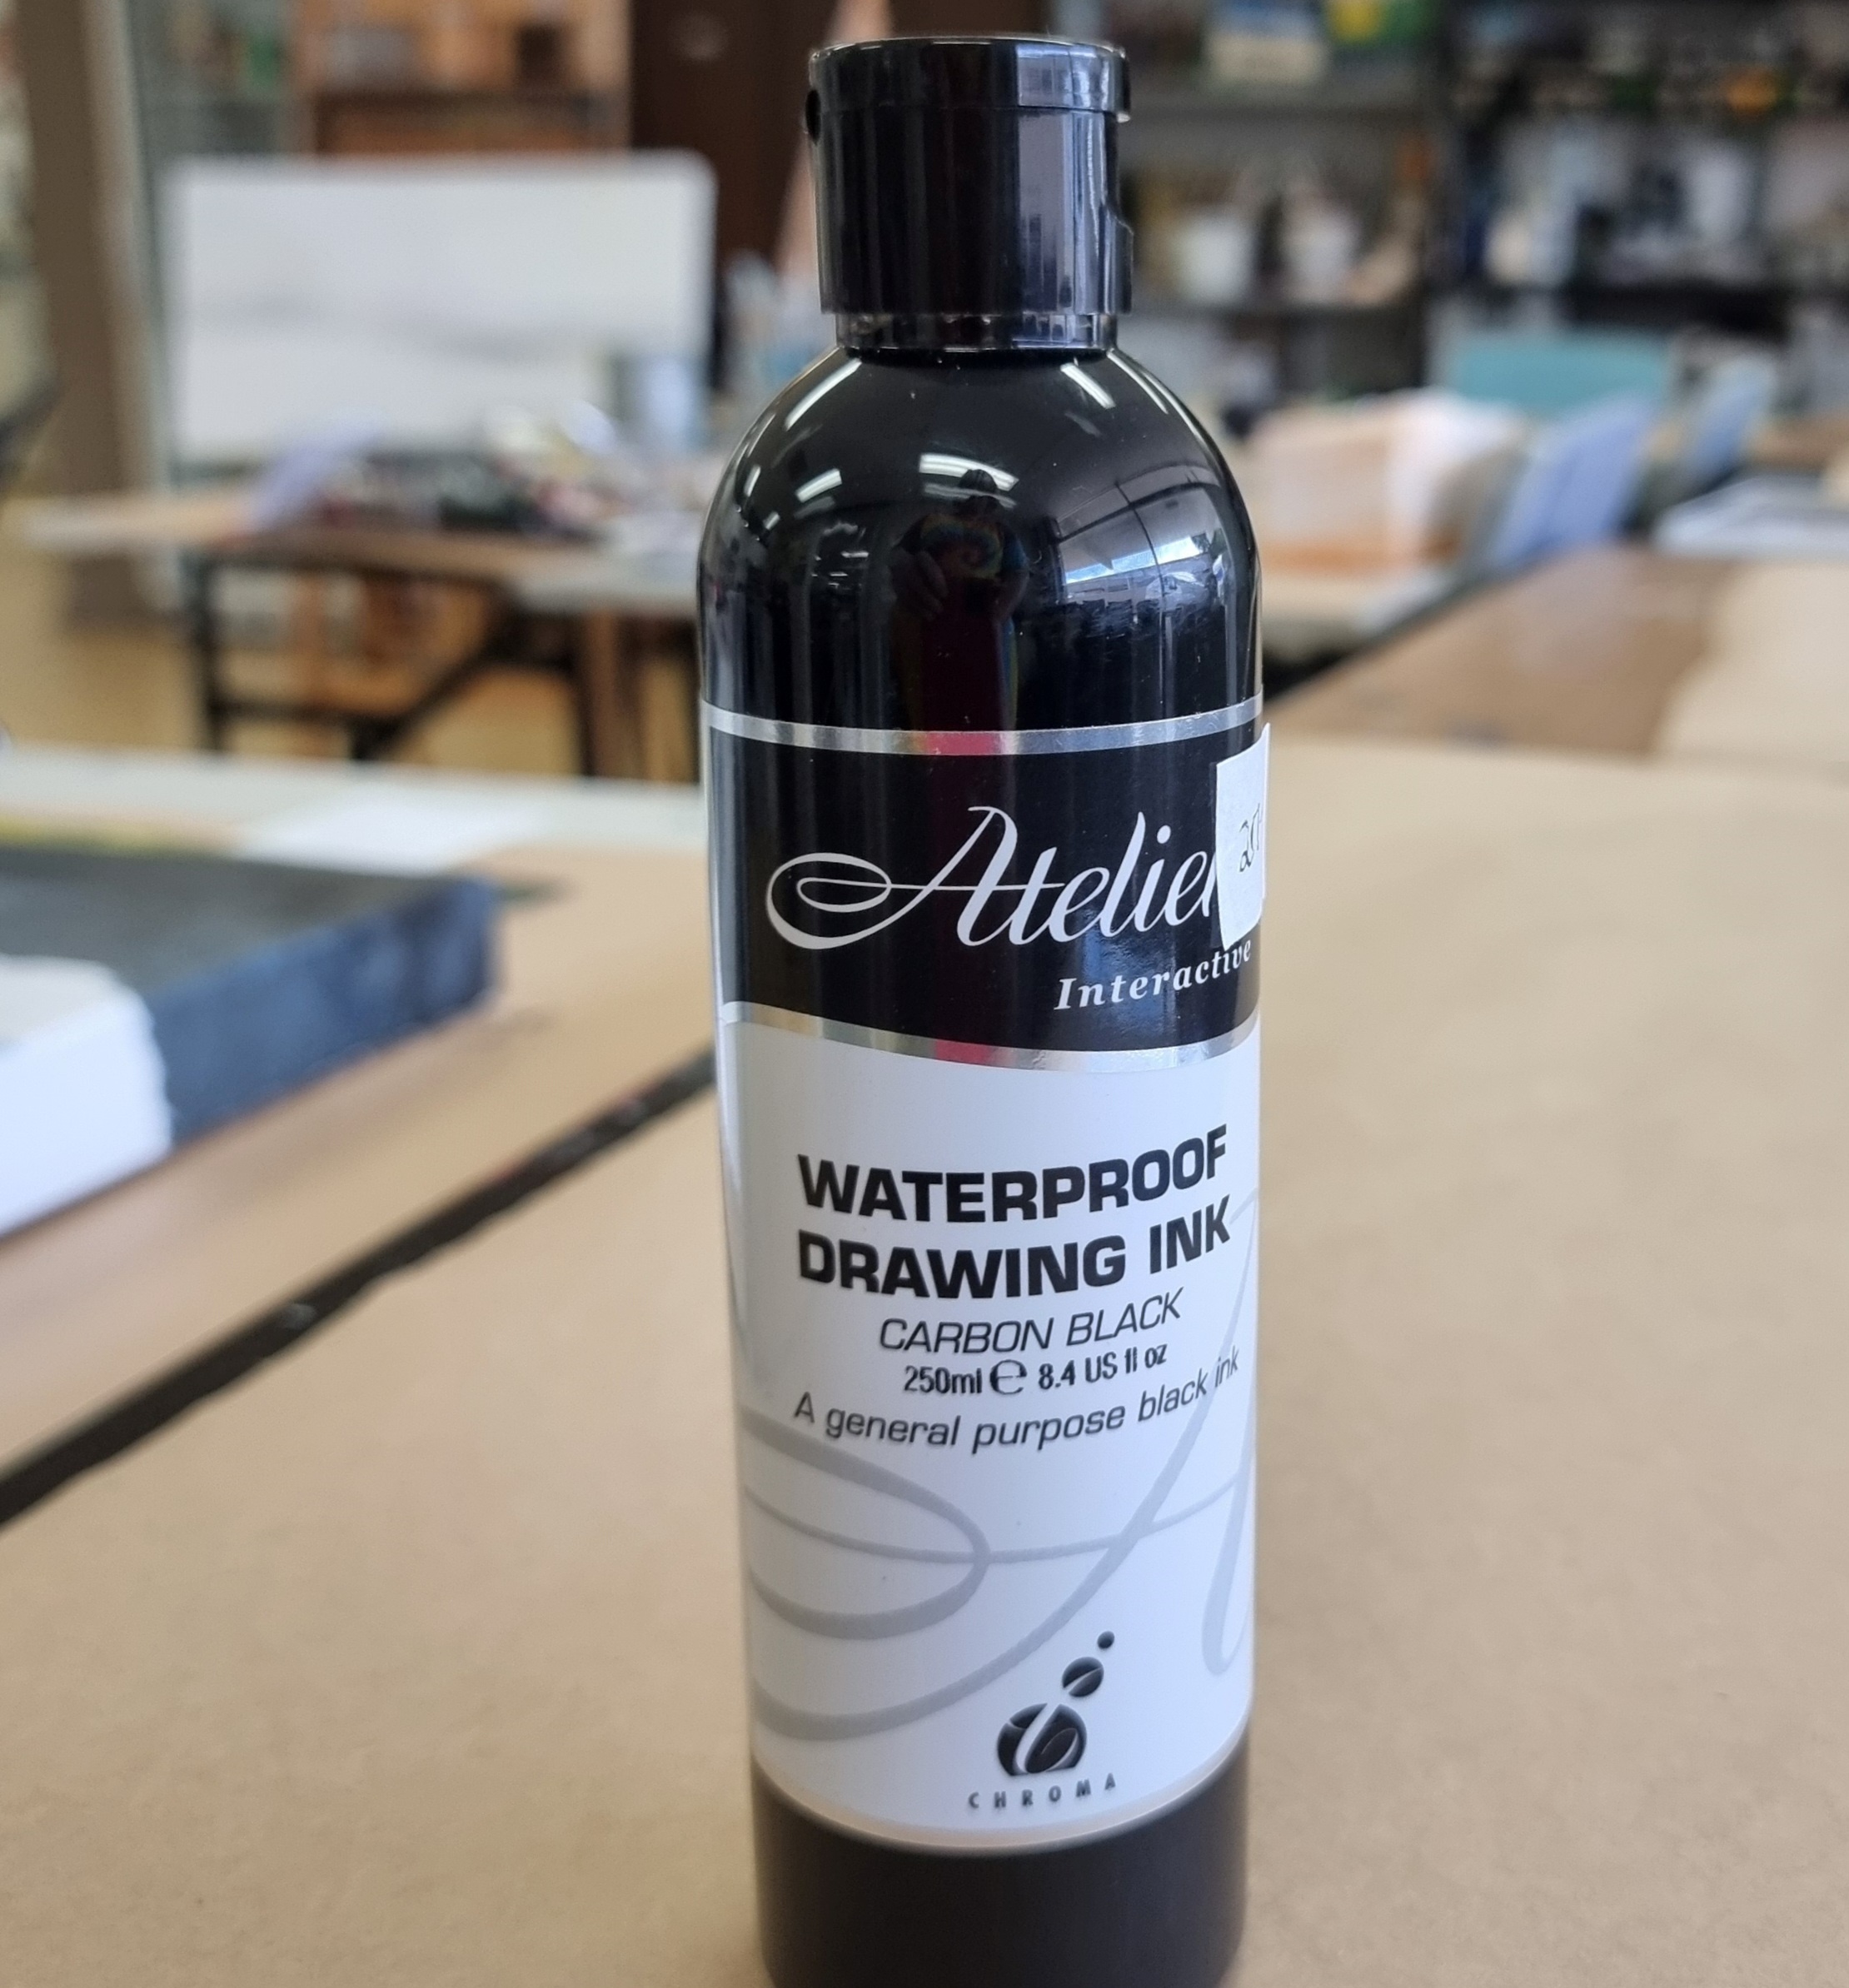 Atelier
Interactive
WATERPROOF
DRAWING INK
CARBON BLACK
250ml ℮ 8.4 US fl oz
A general purpose black ink
CHROMA